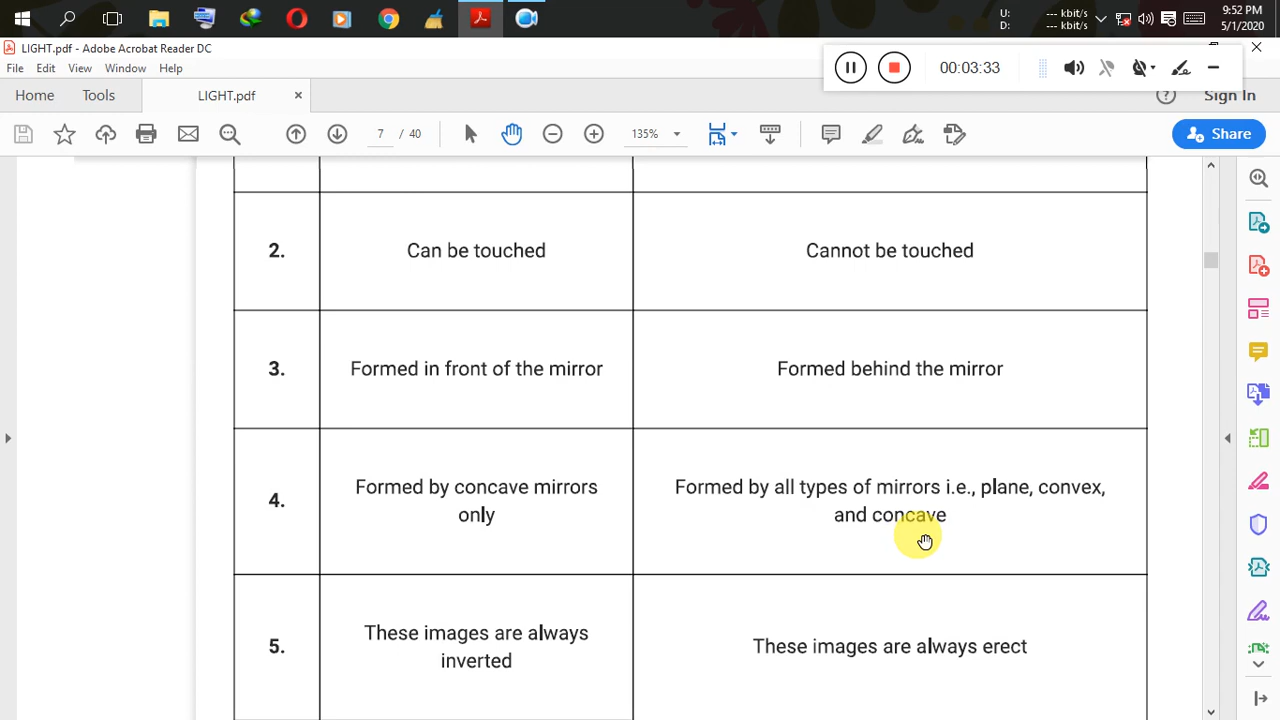 9:52 PM
5/1/2020
U: --- kbit/s
D: --- kbit/s
LIGHT.pdf - Adobe Acrobat Reader DC
File Edit View Window Help
00:03:33
Home Tools LIGHT.pdf × Sign In
7 / 40 135% Share
2. Can be touched Cannot be touched
3. Formed in front of the mirror Formed behind the mirror
4. Formed by concave mirrors
only
Formed by all types of mirrors i.e., plane, convex,
and concave
5. These images are always
inverted
These images are always erect